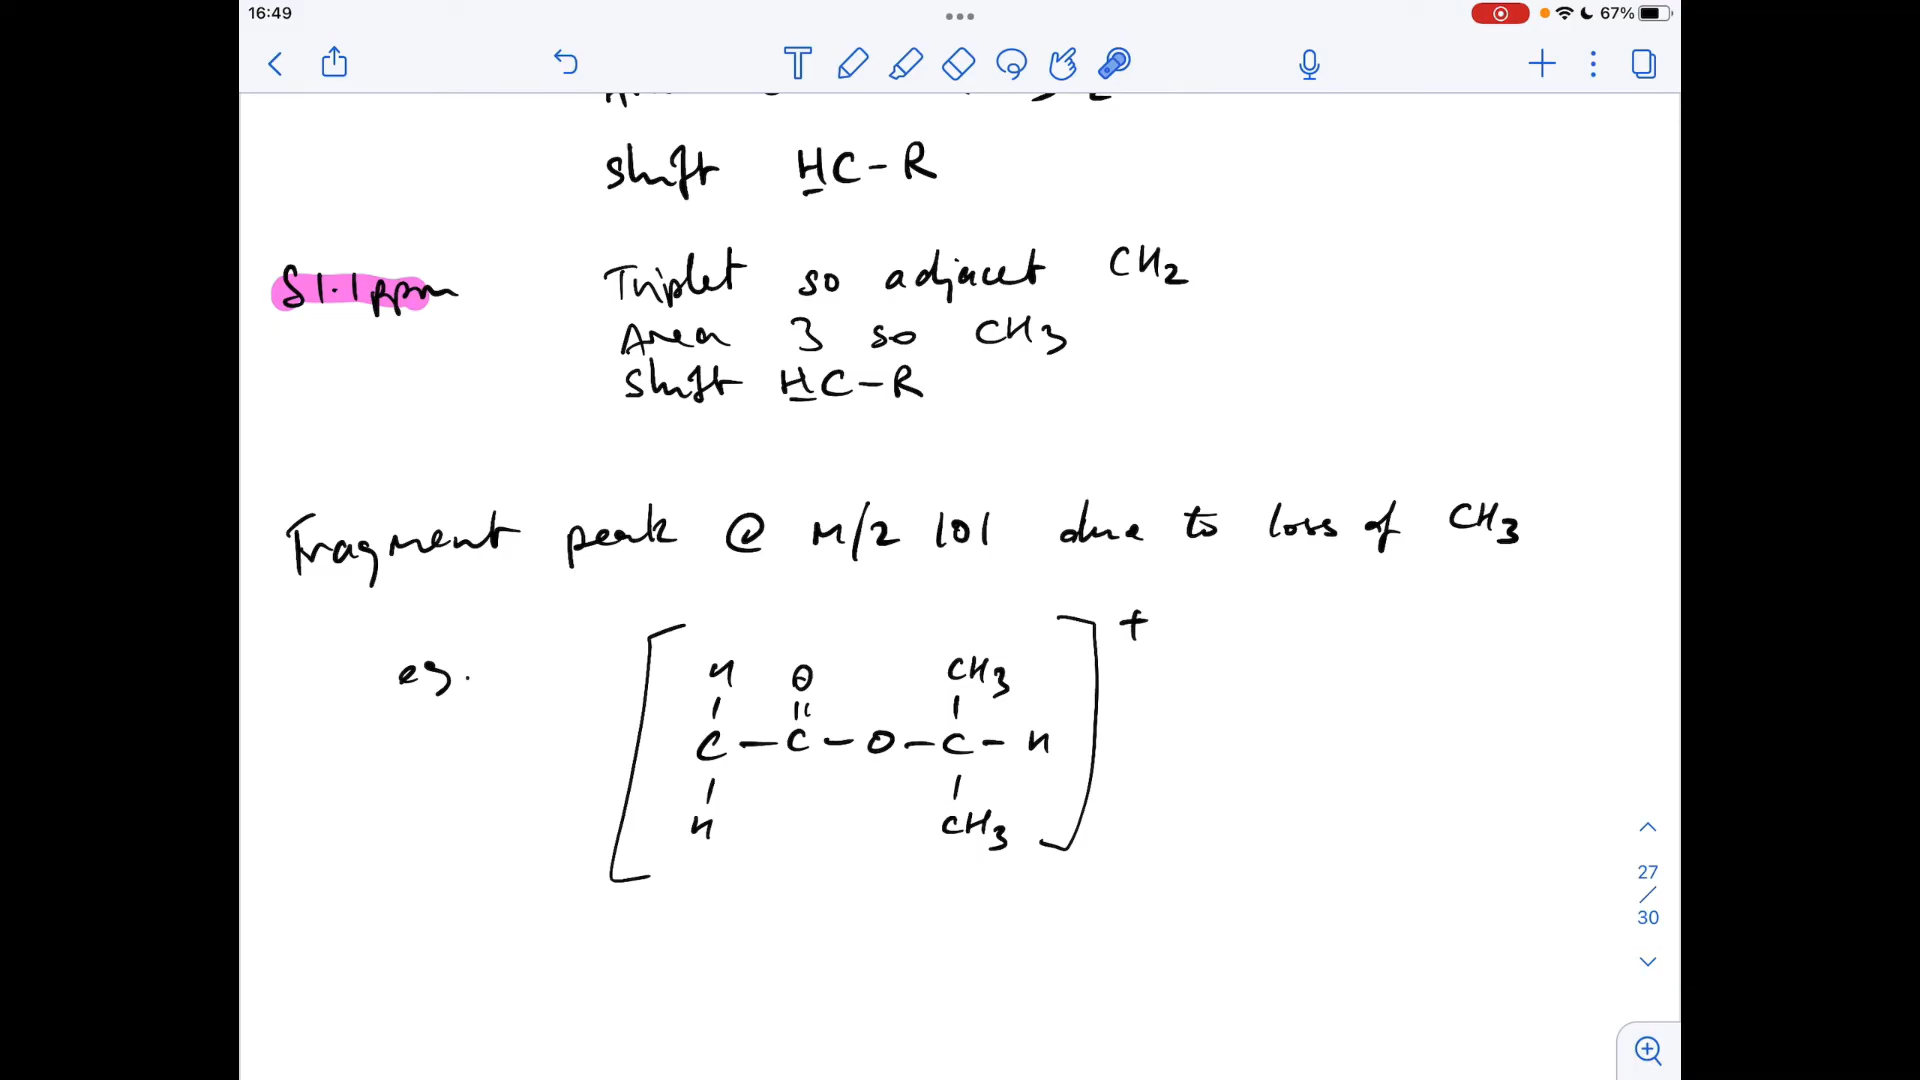 16:49
67%
T
shift HC-R
δ1.1ppm
Triplet so adjacent CH2
Area 3 so CH3
shift HC-R
Fragment peak @ M/Z 101 due to loss of CH3
eg.
+
H O CH3
C - C - O - C - H
H CH3
27
/
30